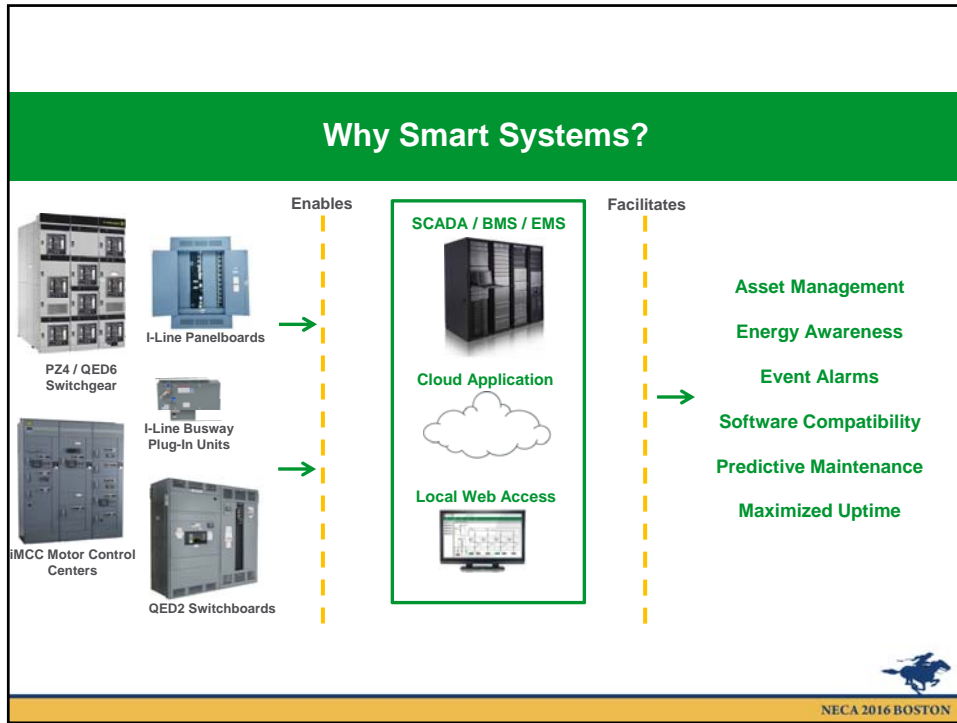 Why Smart Systems?
Enables
Facilitates
SCADA / BMS / EMS
I-Line Panelboards
PZ4 / QED6
Switchgear
I-Line Busway
Plug-In Units
iMCC Motor Control
Centers
QED2 Switchboards
Cloud Application
Local Web Access
Asset Management
Energy Awareness
Event Alarms
Software Compatibility
Predictive Maintenance
Maximized Uptime
NECA 2016 BOSTON